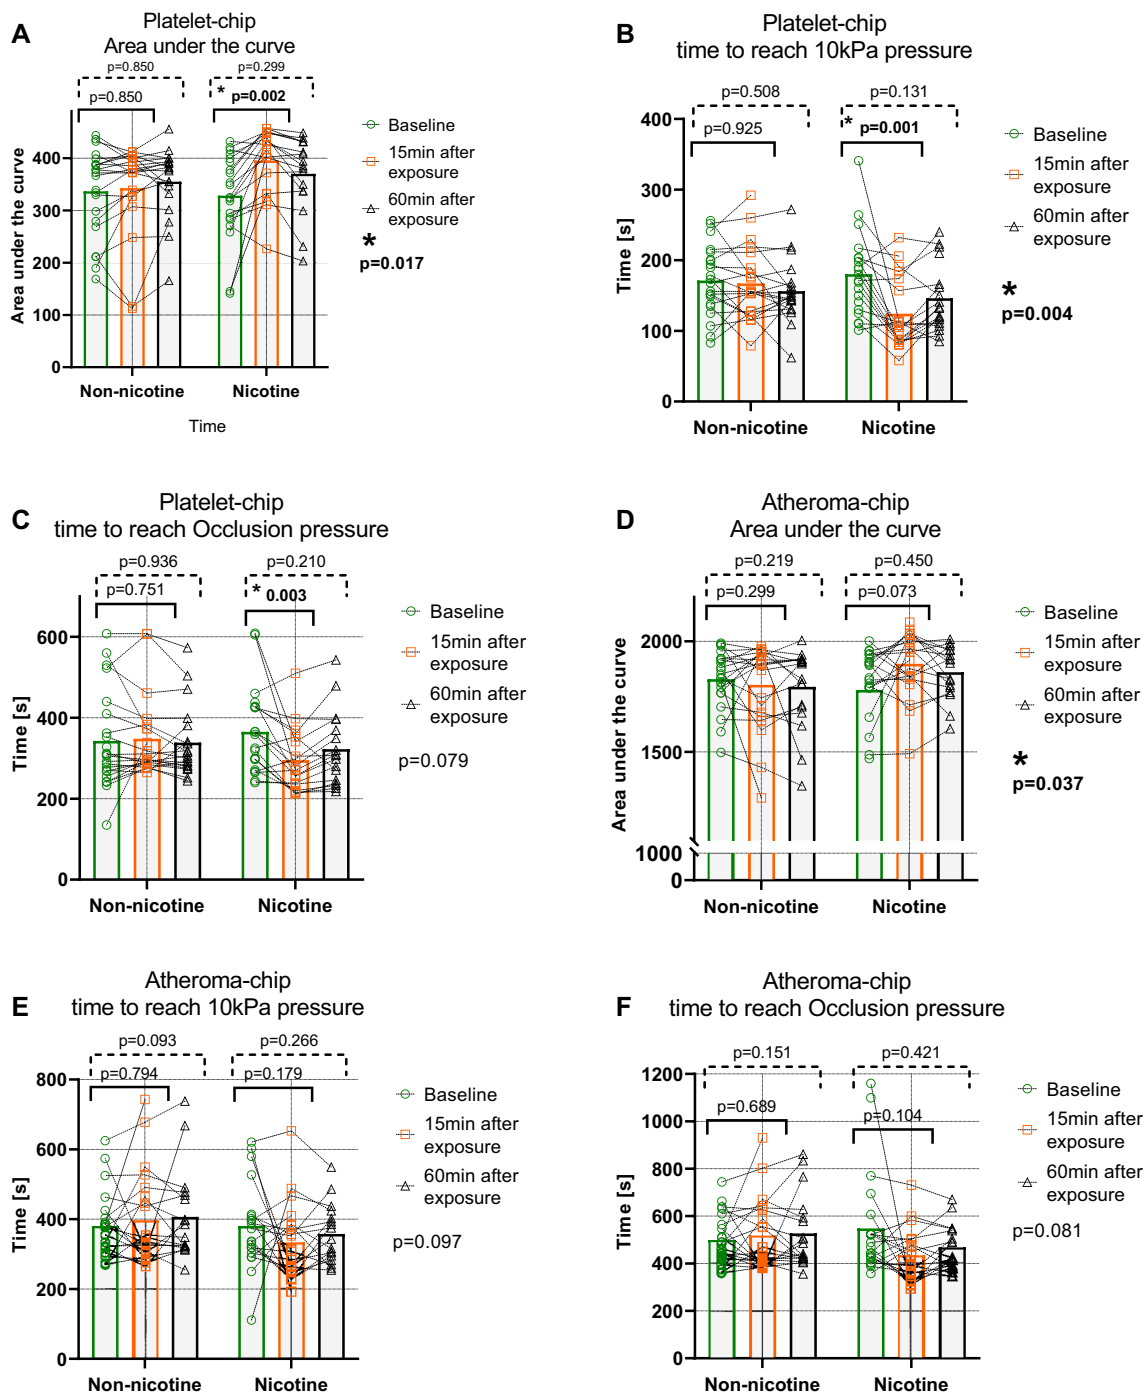 A
Platelet-chip
Area under the curve
p=0.850
p=0.299
p=0.850
* p=0.002
Area under the curve
400
300
200
100
0
Non-nicotine
Nicotine
Time
Baseline
15min after
exposure
60min after
exposure
*
p=0.017
B
Platelet-chip
time to reach 10kPa pressure
p=0.508
p=0.131
p=0.925
* p=0.001
Time [s]
400
300
200
100
0
Non-nicotine
Nicotine
Baseline
15min after
exposure
60min after
exposure
*
p=0.004
C
Platelet-chip
time to reach Occlusion pressure
p=0.936
p=0.210
p=0.751
* 0.003
Time [s]
600
400
200
0
Non-nicotine
Nicotine
Baseline
15min after
exposure
60min after
exposure
p=0.079
D
Atheroma-chip
Area under the curve
p=0.219
p=0.450
p=0.299
p=0.073
Area under the curve
2000
1500
1000
0
Non-nicotine
Nicotine
Baseline
15min after
exposure
60min after
exposure
*
p=0.037
E
Atheroma-chip
time to reach 10kPa pressure
p=0.093
p=0.266
p=0.794
p=0.179
Time [s]
800
600
400
200
0
Non-nicotine
Nicotine
Baseline
15min after
exposure
60min after
exposure
p=0.097
F
Atheroma-chip
time to reach Occlusion pressure
p=0.151
p=0.421
p=0.689
p=0.104
Time [s]
1200
1000
800
600
400
200
0
Non-nicotine
Nicotine
Baseline
15min after
exposure
60min after
exposure
p=0.081